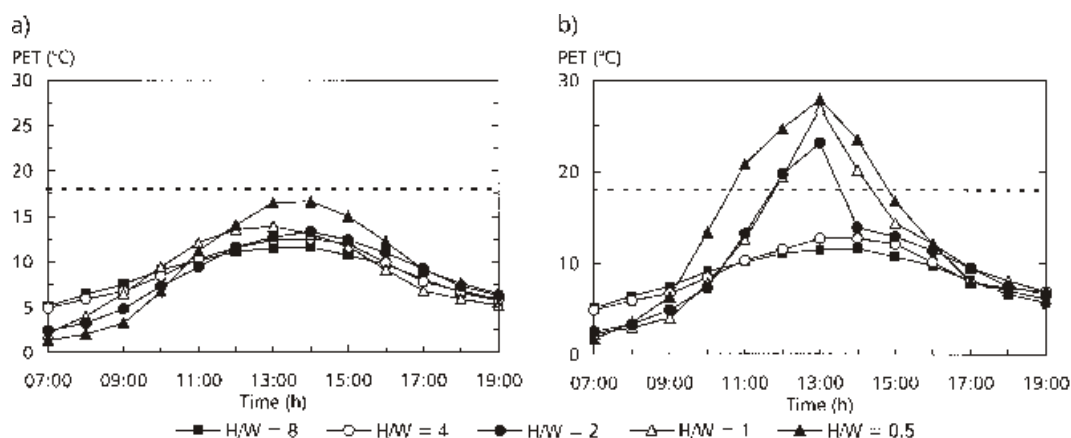 a)
PET (°C)
30
25
20
15
10
5
0
07:00 09:00 11:00 13:00 15:00 17:00 19:00
Time (h)
b)
PET (°C)
30
20
10
0
07:00 09:00 11:00 13:00 15:00 17:00 19:00
Time (h)
H/W = 8 H/W = 4 H/W = 2 H/W = 1 H/W = 0.5